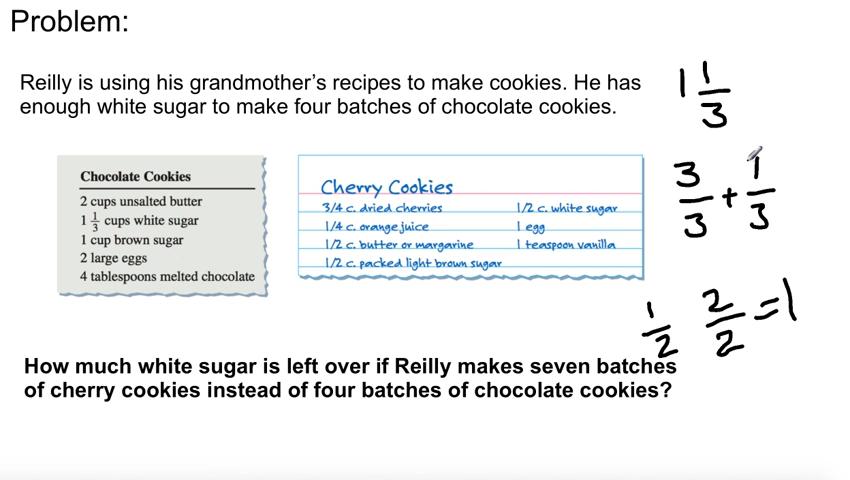 Problem:
Reilly is using his grandmother's recipes to make cookies. He has
enough white sugar to make four batches of chocolate cookies.
Chocolate Cookies
2 cups unsalted butter
1 1/3 cups white sugar
1 cup brown sugar
2 large eggs
4 tablespoons melted chocolate
Cherry Cookies
3/4 c. dried cherries
1/4 c. orange juice
1/2 c. butter or margarine
1/2 c. packed light brown sugar
1/2 c. white sugar
1 egg
1 teaspoon vanilla
1 1/3
3/3 + 1/3
1/2
2/2 = 1
How much white sugar is left over if Reilly makes seven batches
of cherry cookies instead of four batches of chocolate cookies?